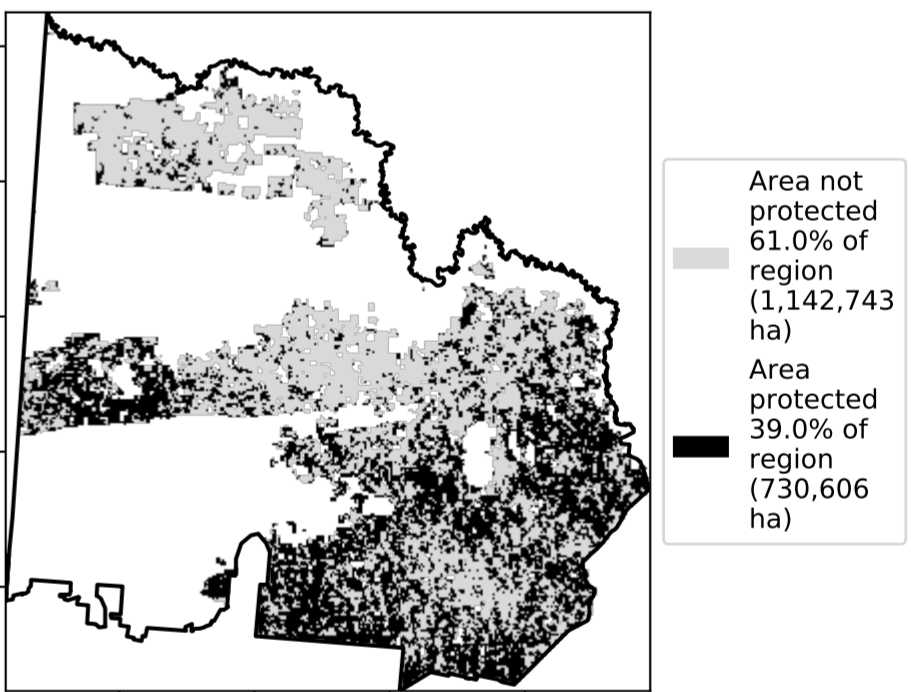 Area not
protected
61.0% of
region
(1,142,743
ha)
Area
protected
39.0% of
region
(730,606
ha)